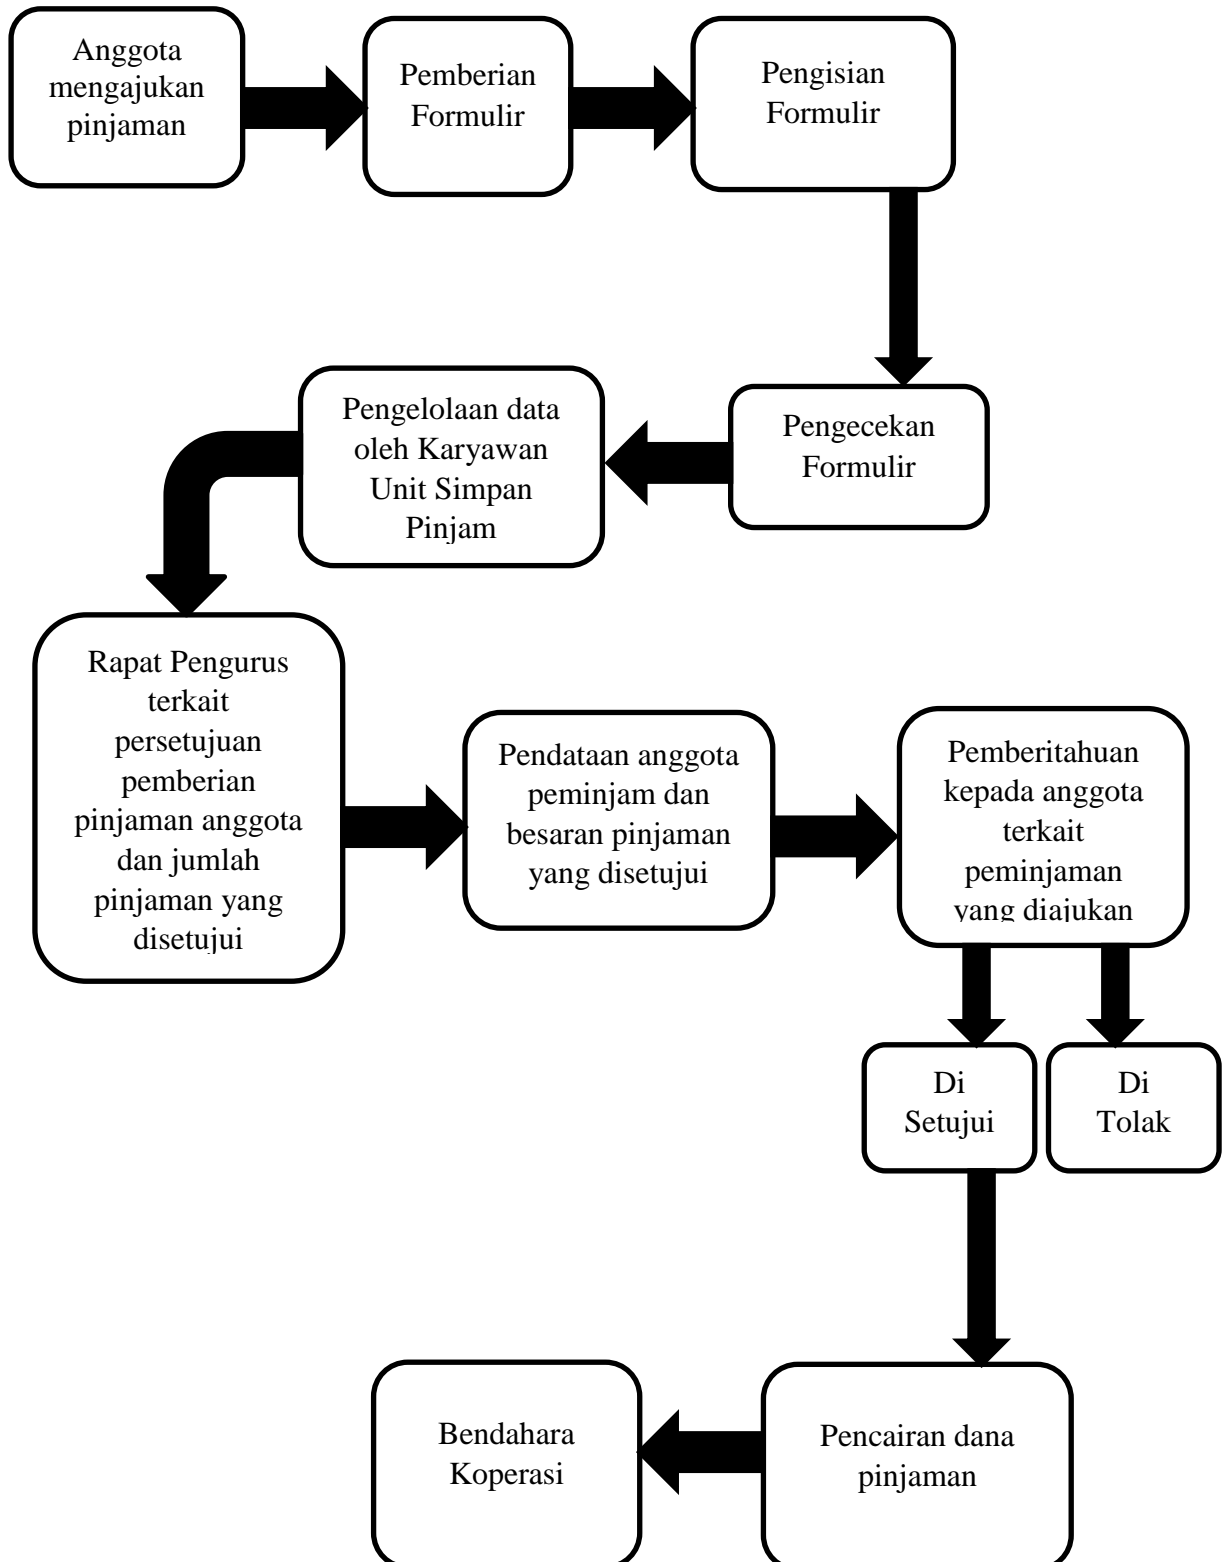 Anggota
mengajukan
pinjaman
Pemberian
Formulir
Pengisian
Formulir
Pengecekan
Formulir
Pengelolaan data
oleh Karyawan
Unit Simpan
Pinjam
Rapat Pengurus
terkait
persetujuan
pemberian
pinjaman anggota
dan jumlah
pinjaman yang
disetujui
Pendataan anggota
peminjam dan
besaran pinjaman
yang disetujui
Pemberitahuan
kepada anggota
terkait
peminjaman
yang diajukan
Di
Setujui
Di
Tolak
Pencairan dana
pinjaman
Bendahara
Koperasi